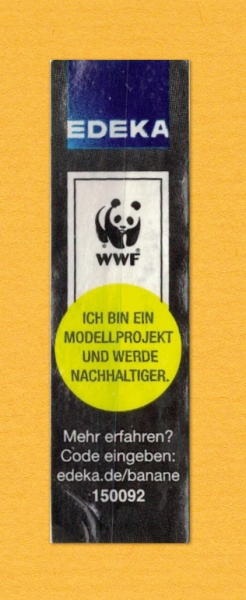 EDEKA
WWF
ICH BIN EIN
MODELLPROJEKT
UND WERDE
NACHHALTIGER.
Mehr erfahren?
Code eingeben:
edeka.de/banane
150092